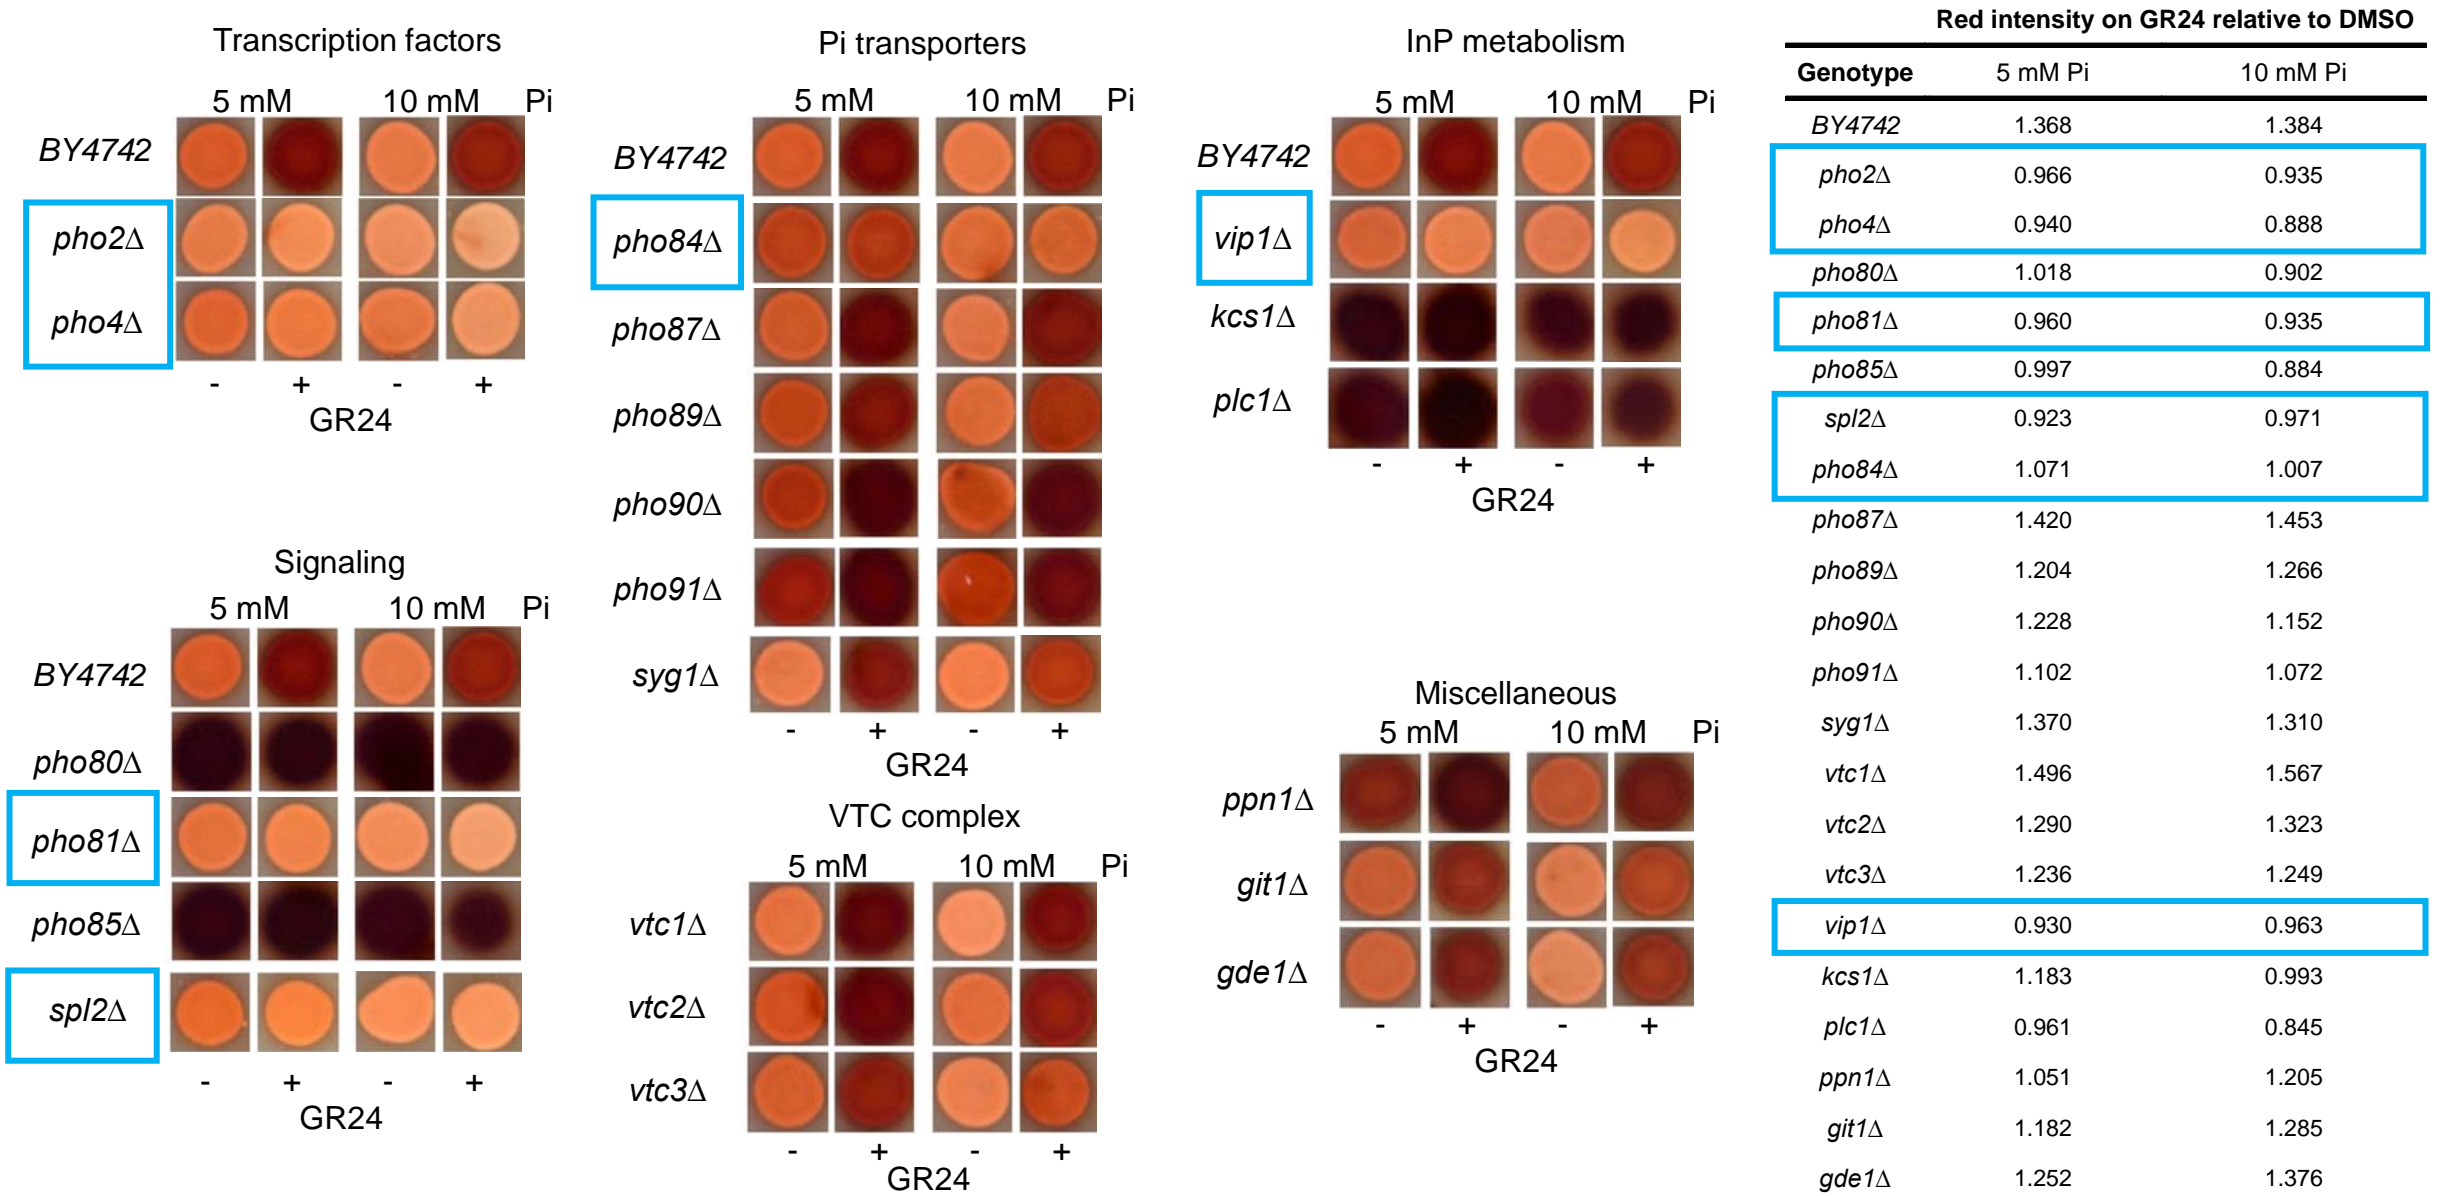 Transcription factors
5 mM 10 mM Pi
BY4742
pho2Δ
pho4Δ
- + - +
GR24
Signaling
5 mM 10 mM Pi
BY4742
pho80Δ
pho81Δ
pho85Δ
spl2Δ
- + - +
GR24
Pi transporters
5 mM 10 mM Pi
BY4742
pho84Δ
pho87Δ
pho89Δ
pho90Δ
pho91Δ
syg1Δ
- + - +
GR24
VTC complex
5 mM 10 mM Pi
vtc1Δ
vtc2Δ
vtc3Δ
- + - +
GR24
InP metabolism
5 mM 10 mM Pi
BY4742
vip1Δ
kcs1Δ
plc1Δ
- + - +
GR24
Miscellaneous
5 mM 10 mM Pi
ppn1Δ
git1Δ
gde1Δ
- + - +
GR24
Red intensity on GR24 relative to DMSO
Genotype 5 mM Pi 10 mM Pi
BY4742 1.368 1.384
pho2Δ 0.966 0.935
pho4Δ 0.940 0.888
pho80Δ 1.018 0.902
pho81Δ 0.960 0.935
pho85Δ 0.997 0.884
spl2Δ 0.923 0.971
pho84Δ 1.071 1.007
pho87Δ 1.420 1.453
pho89Δ 1.204 1.266
pho90Δ 1.228 1.152
pho91Δ 1.102 1.072
syg1Δ 1.370 1.310
vtc1Δ 1.496 1.567
vtc2Δ 1.290 1.323
vtc3Δ 1.236 1.249
vip1Δ 0.930 0.963
kcs1Δ 1.183 0.993
plc1Δ 0.961 0.845
ppn1Δ 1.051 1.205
git1Δ 1.182 1.285
gde1Δ 1.252 1.376